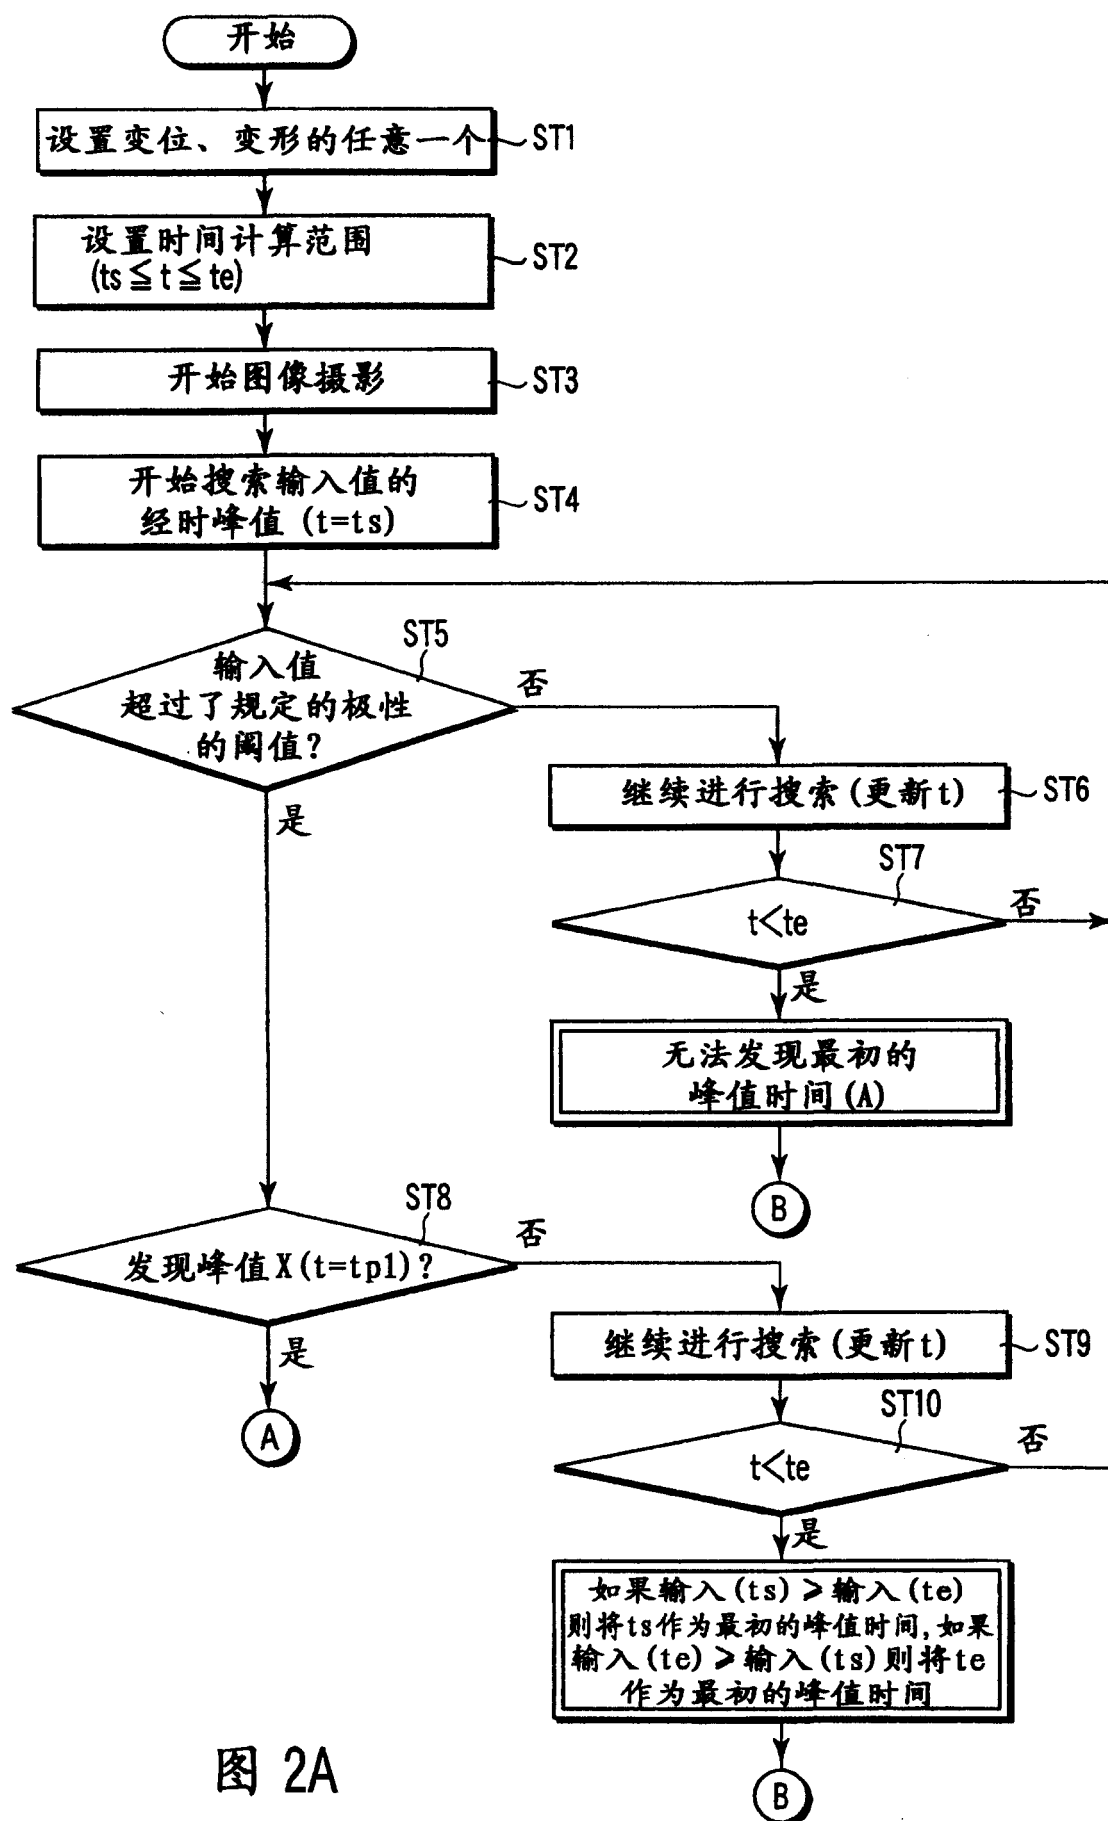 开始
设置变位、变形的任意一个
ST1
设置时间计算范围
(ts≦t≦te)
ST2
开始图像摄影
ST3
开始搜索输入值的
经时峰值 (t=ts)
ST4
ST5
输入值
超过了规定的极性
的阈值?
否
是
继续进行搜索(更新t)
ST6
ST7
t<te
否
是
无法发现最初的
峰值时间(A)
B
ST8
发现峰值X(t=tp1)?
否
是
A
继续进行搜索(更新t)
ST9
ST10
t<te
否
是
如果输入(ts)⩾输入(te)
则将ts作为最初的峰值时间,如果
输入(te)⩾输入(ts)则将te
作为最初的峰值时间
B
图 2A